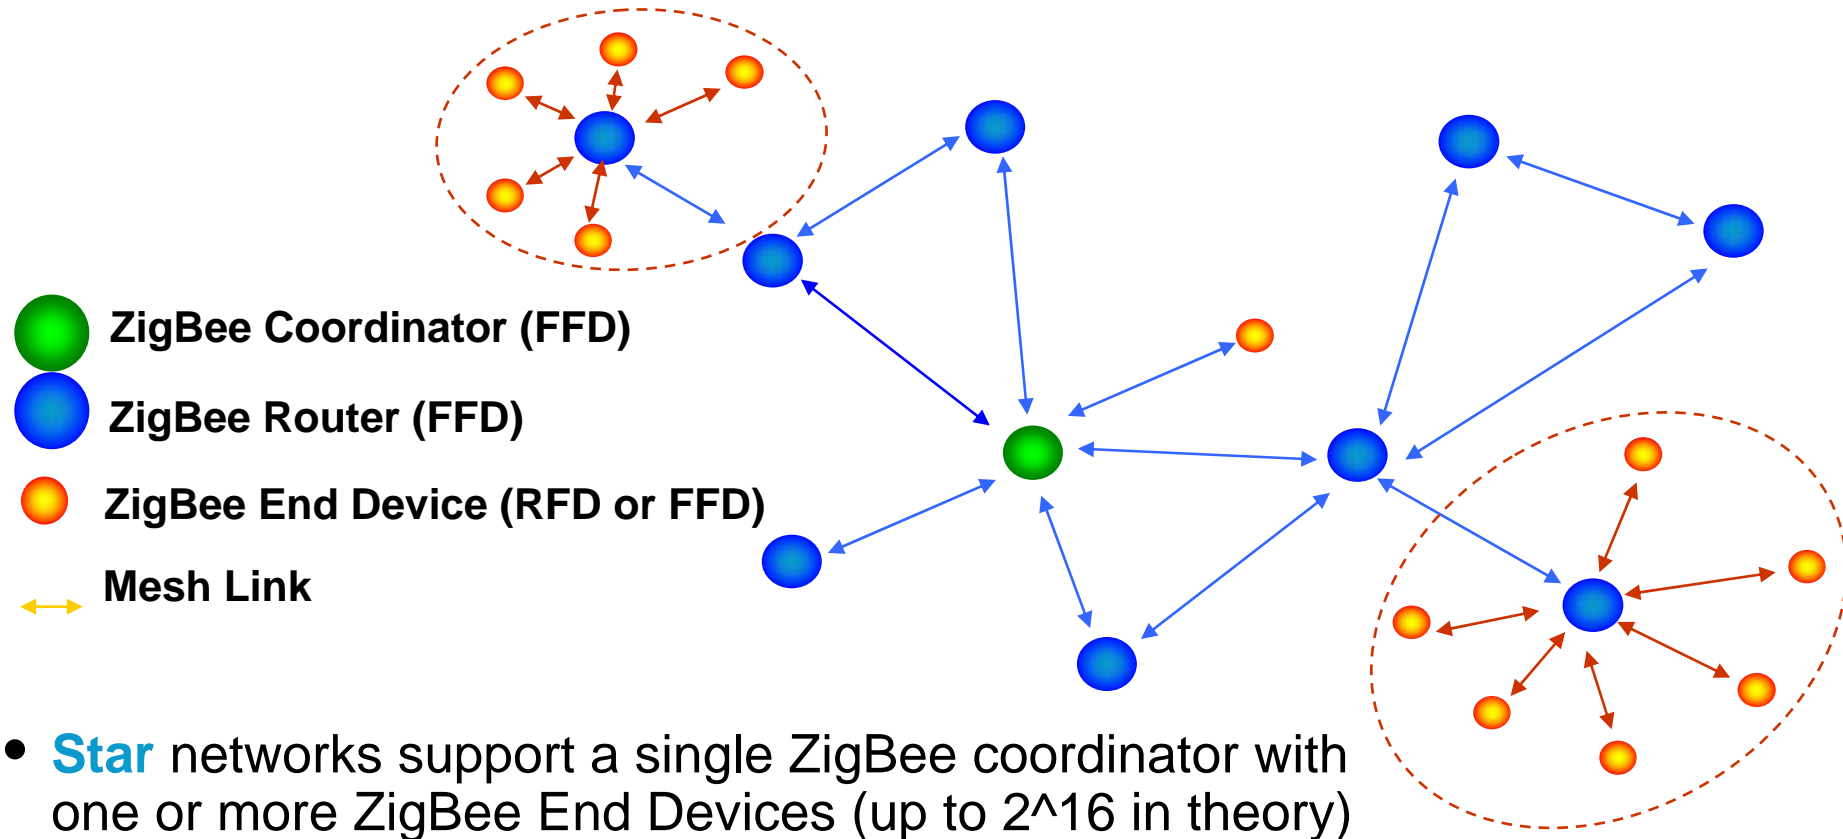 ZigBee Coordinator (FFD)
ZigBee Router (FFD)
ZigBee End Device (RFD or FFD)
Mesh Link
• Star networks support a single ZigBee coordinator with
one or more ZigBee End Devices (up to 2^16 in theory)